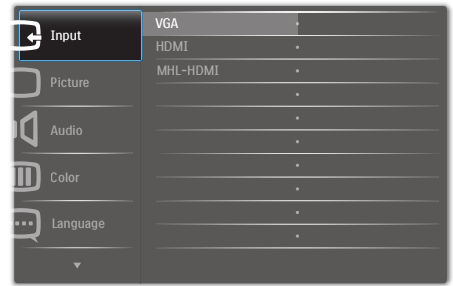 Input
Picture
Audio
Color
Language
VGA
HDMI
MHL-HDMI